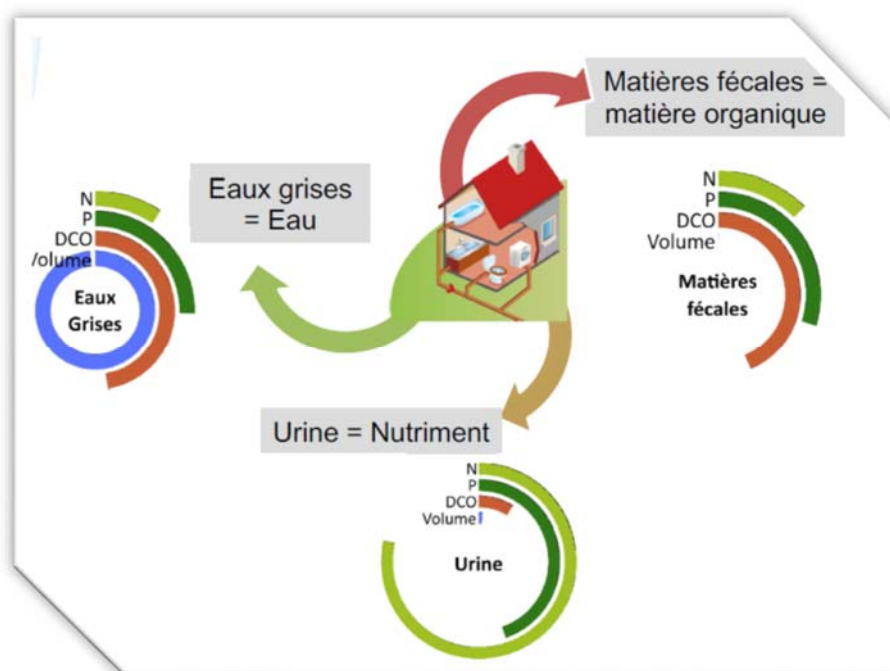 Matières fécales =
matière organique
Eaux grises
= Eau
N
P
DCO
/olume
Eaux
Grises
N
P
DCO
Volume
Matières
fécales
Urine = Nutriment
N
P
DCO
Volume
Urine